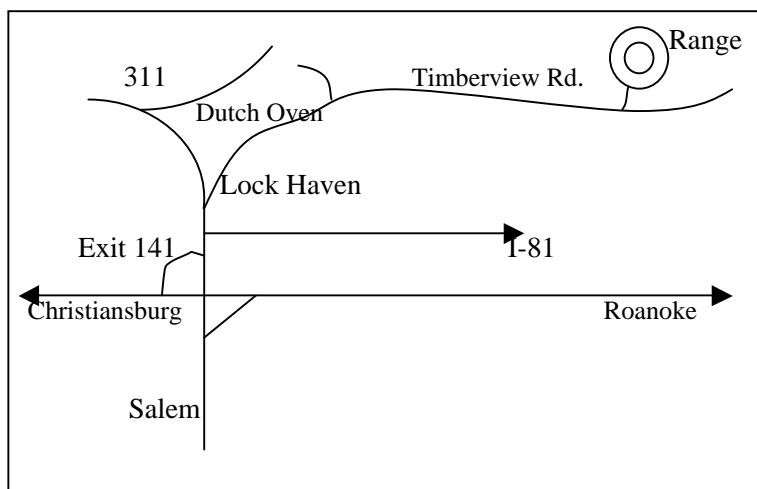 Range
311
Timberview Rd.
Dutch Oven
Lock Haven
Exit 141
I-81
Christiansburg
Roanoke
Salem